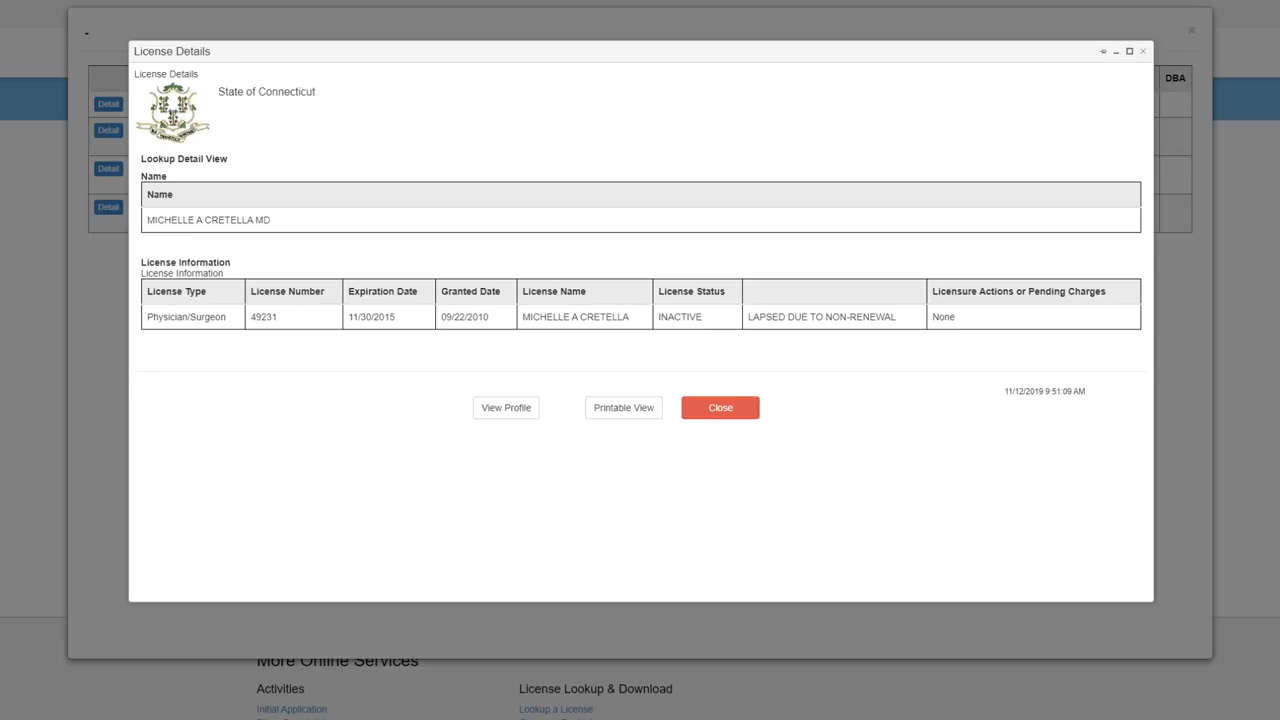 -
×
License Details
License Details
State of Connecticut
DBA
Detail
Detail
Detail
Detail
Lookup Detail View
Name
Name
MICHELLE A CRETELLA MD
License Information
License Information
License Type License Number Expiration Date Granted Date License Name License Status Licensure Actions or Pending Charges
Physician/Surgeon 49231 11/30/2015 09/22/2010 MICHELLE A CRETELLA INACTIVE LAPSED DUE TO NON-RENEWAL None
11/12/2019 9:51:09 AM
View Profile Printable View Close
More Online Services
Activities License Lookup & Download
Initial Application Lookup a License